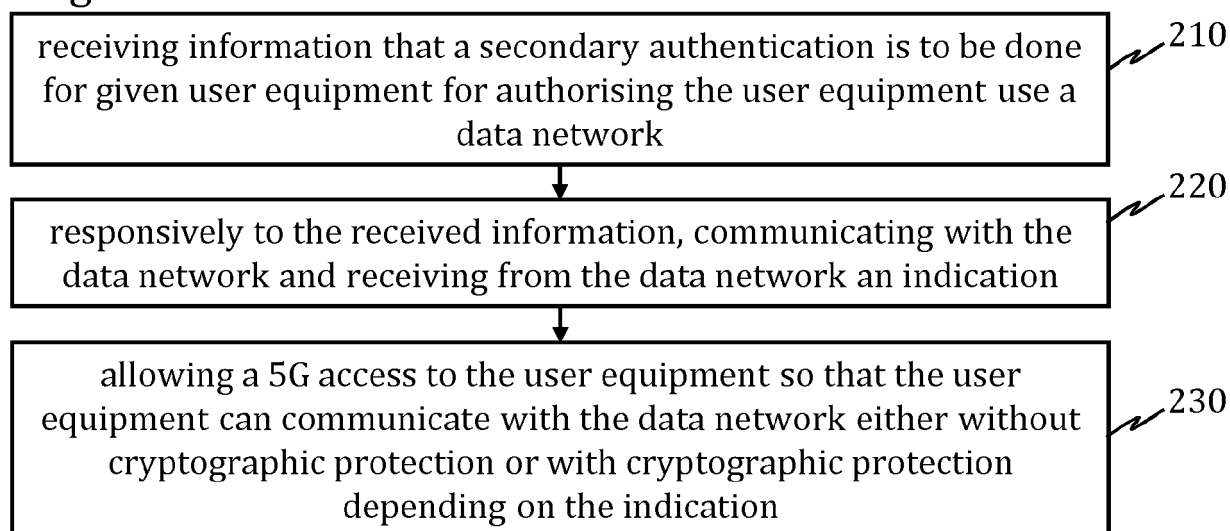 receiving information that a secondary authentication is to be done
for given user equipment for authorising the user equipment use a
data network
210
responsively to the received information, communicating with the
data network and receiving from the data network an indication
220
allowing a 5G access to the user equipment so that the user
equipment can communicate with the data network either without
cryptographic protection or with cryptographic protection
depending on the indication
230